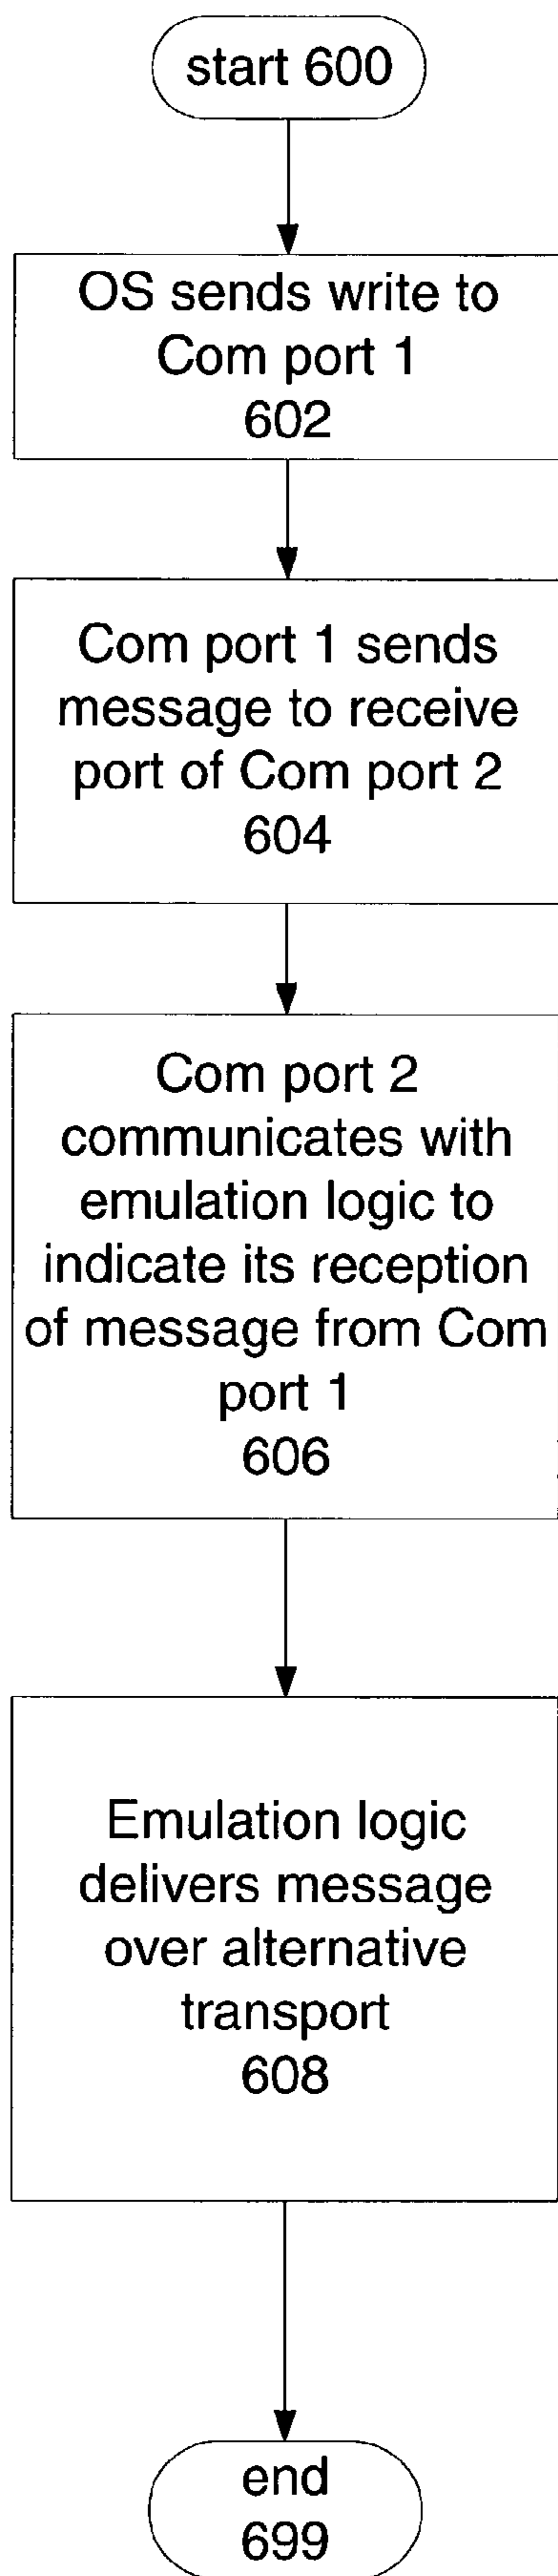 start 600
OS sends write to
Com port 1
602
Com port 1 sends
message to receive
port of Com port 2
604
Com port 2
communicates with
emulation logic to
indicate its reception
of message from Com
port 1
606
Emulation logic
delivers message
over alternative
transport
608
end
699